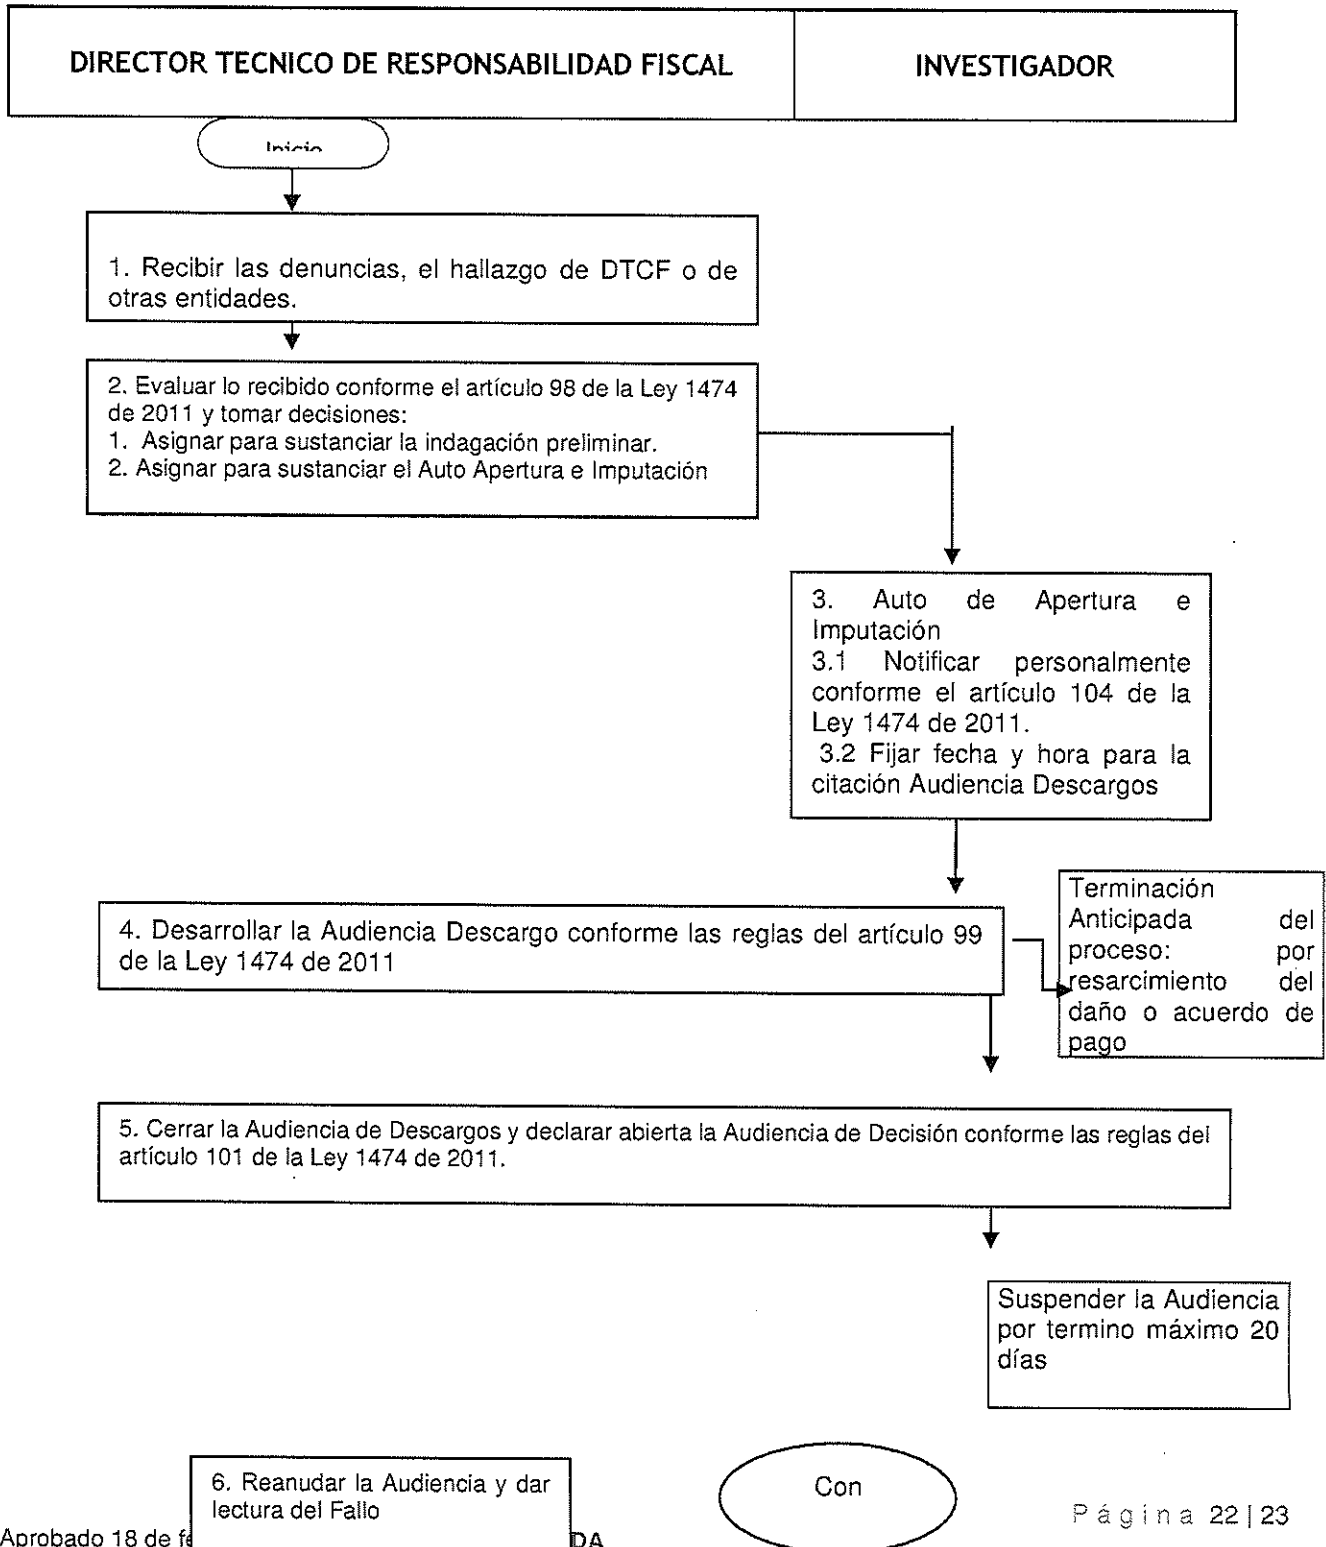 DIRECTOR TECNICO DE RESPONSABILIDAD FISCAL
INVESTIGADOR
Inicio
1. Recibir las denuncias, el hallazgo de DTCF o de
otras entidades.
2. Evaluar lo recibido conforme el artículo 98 de la Ley 1474
de 2011 y tomar decisiones:
1. Asignar para sustanciar la indagación preliminar.
2. Asignar para sustanciar el Auto Apertura e Imputación
3. Auto de Apertura e
Imputación
3.1 Notificar personalmente
conforme el artículo 104 de la
Ley 1474 de 2011.
3.2 Fijar fecha y hora para la
citación Audiencia Descargos
Terminación
Anticipada del
proceso: por
resarcimiento del
daño o acuerdo de
pago
4. Desarrollar la Audiencia Descargo conforme las reglas del artículo 99
de la Ley 1474 de 2011
5. Cerrar la Audiencia de Descargos y declarar abierta la Audiencia de Decisión conforme las reglas del
artículo 101 de la Ley 1474 de 2011.
Suspender la Audiencia
por termino máximo 20
días
6. Reanudar la Audiencia y dar
lectura del Fallo
Con
Página 22 | 23
Aprobado 18 de
DA